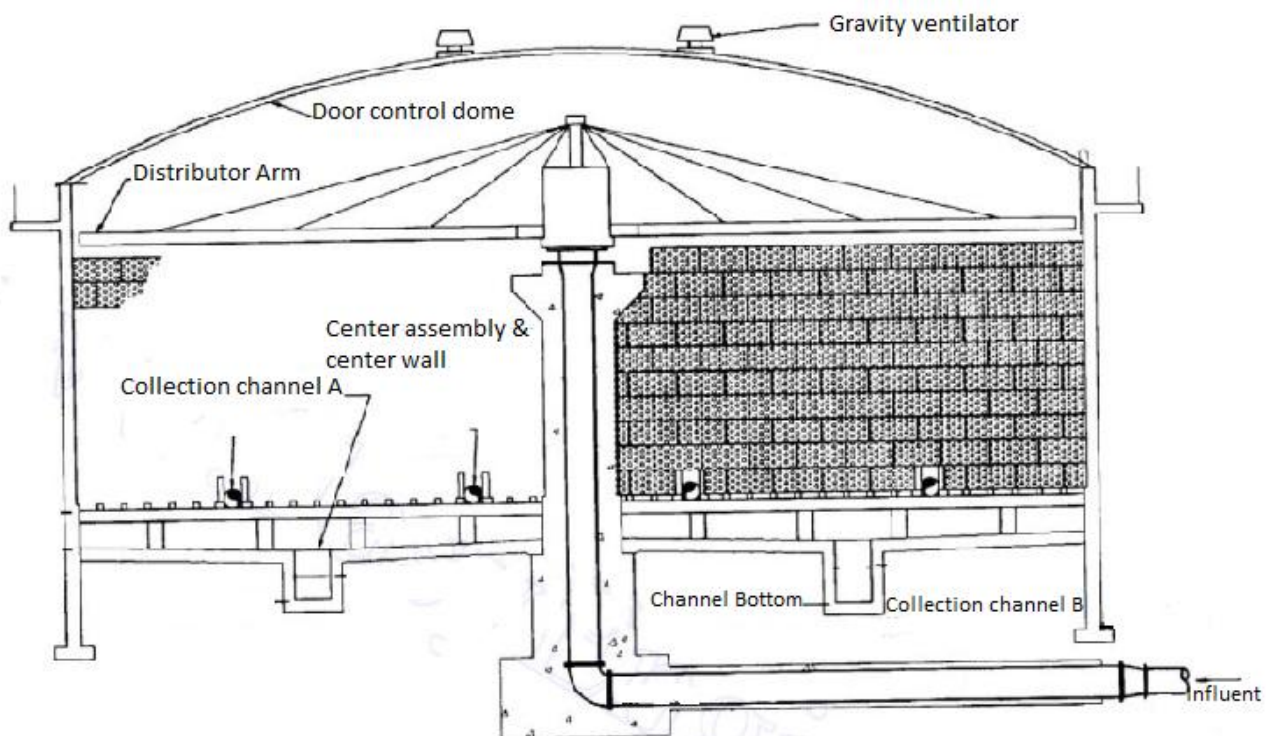 Gravity ventilator
Door control dome
Distributor Arm
Center assembly &
center wall
Collection channel A
Channel Bottom
Collection channel B
Influent